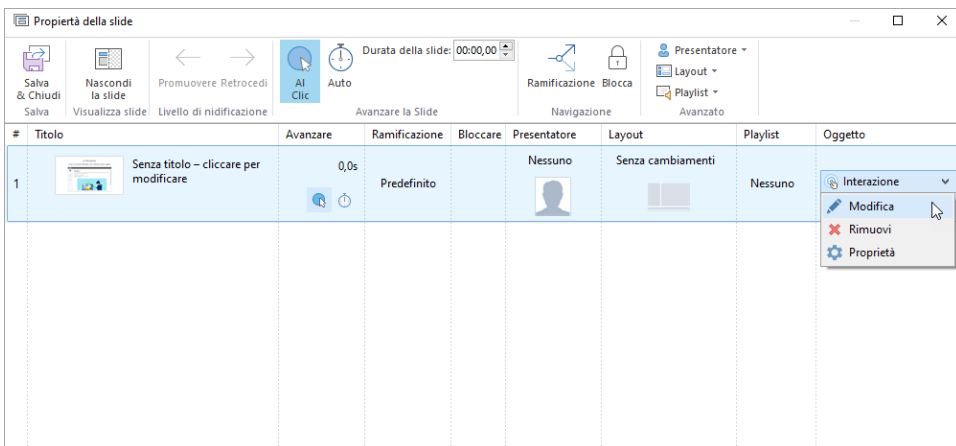 Propiertà della slide
Salva
& Chiudi
Nascondi
la slide
Promuovere Retrocedi
Al
Clic
Auto
Durata della slide: 00:00,00
Ramificazione
Blocca
Presentatore
Layout
Playlist
Salva
Visualizza slide
Livello di nidificazione
Avanzare la Slide
Navigazione
Avanzato
# Titolo Avanzare Ramificazione Bloccare Presentatore Layout Playlist Oggetto
1
Senza titolo – cliccare per
modificare
0,0s
Predefinito
Nessuno
Senza cambiamenti
Nessuno
Interazione
Modifica
Rimuovi
Proprietà